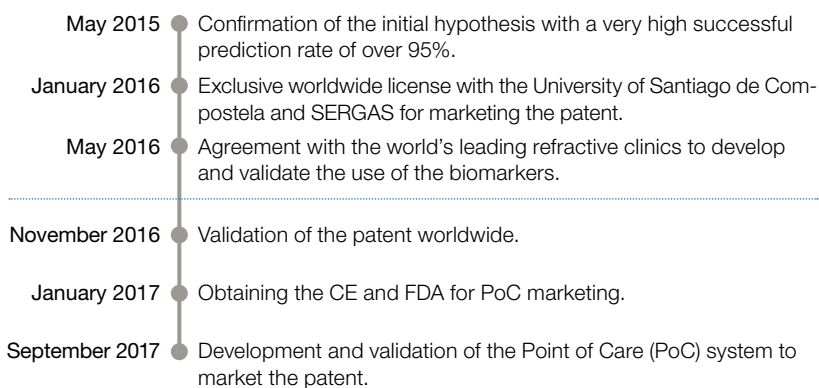 May 2015 Confirmation of the initial hypothesis with a very high successful
prediction rate of over 95%.
January 2016 Exclusive worldwide license with the University of Santiago de Com-
postela and SERGAS for marketing the patent.
May 2016 Agreement with the world's leading refractive clinics to develop
and validate the use of the biomarkers.
November 2016 Validation of the patent worldwide.
January 2017 Obtaining the CE and FDA for PoC marketing.
September 2017 Development and validation of the Point of Care (PoC) system to
market the patent.